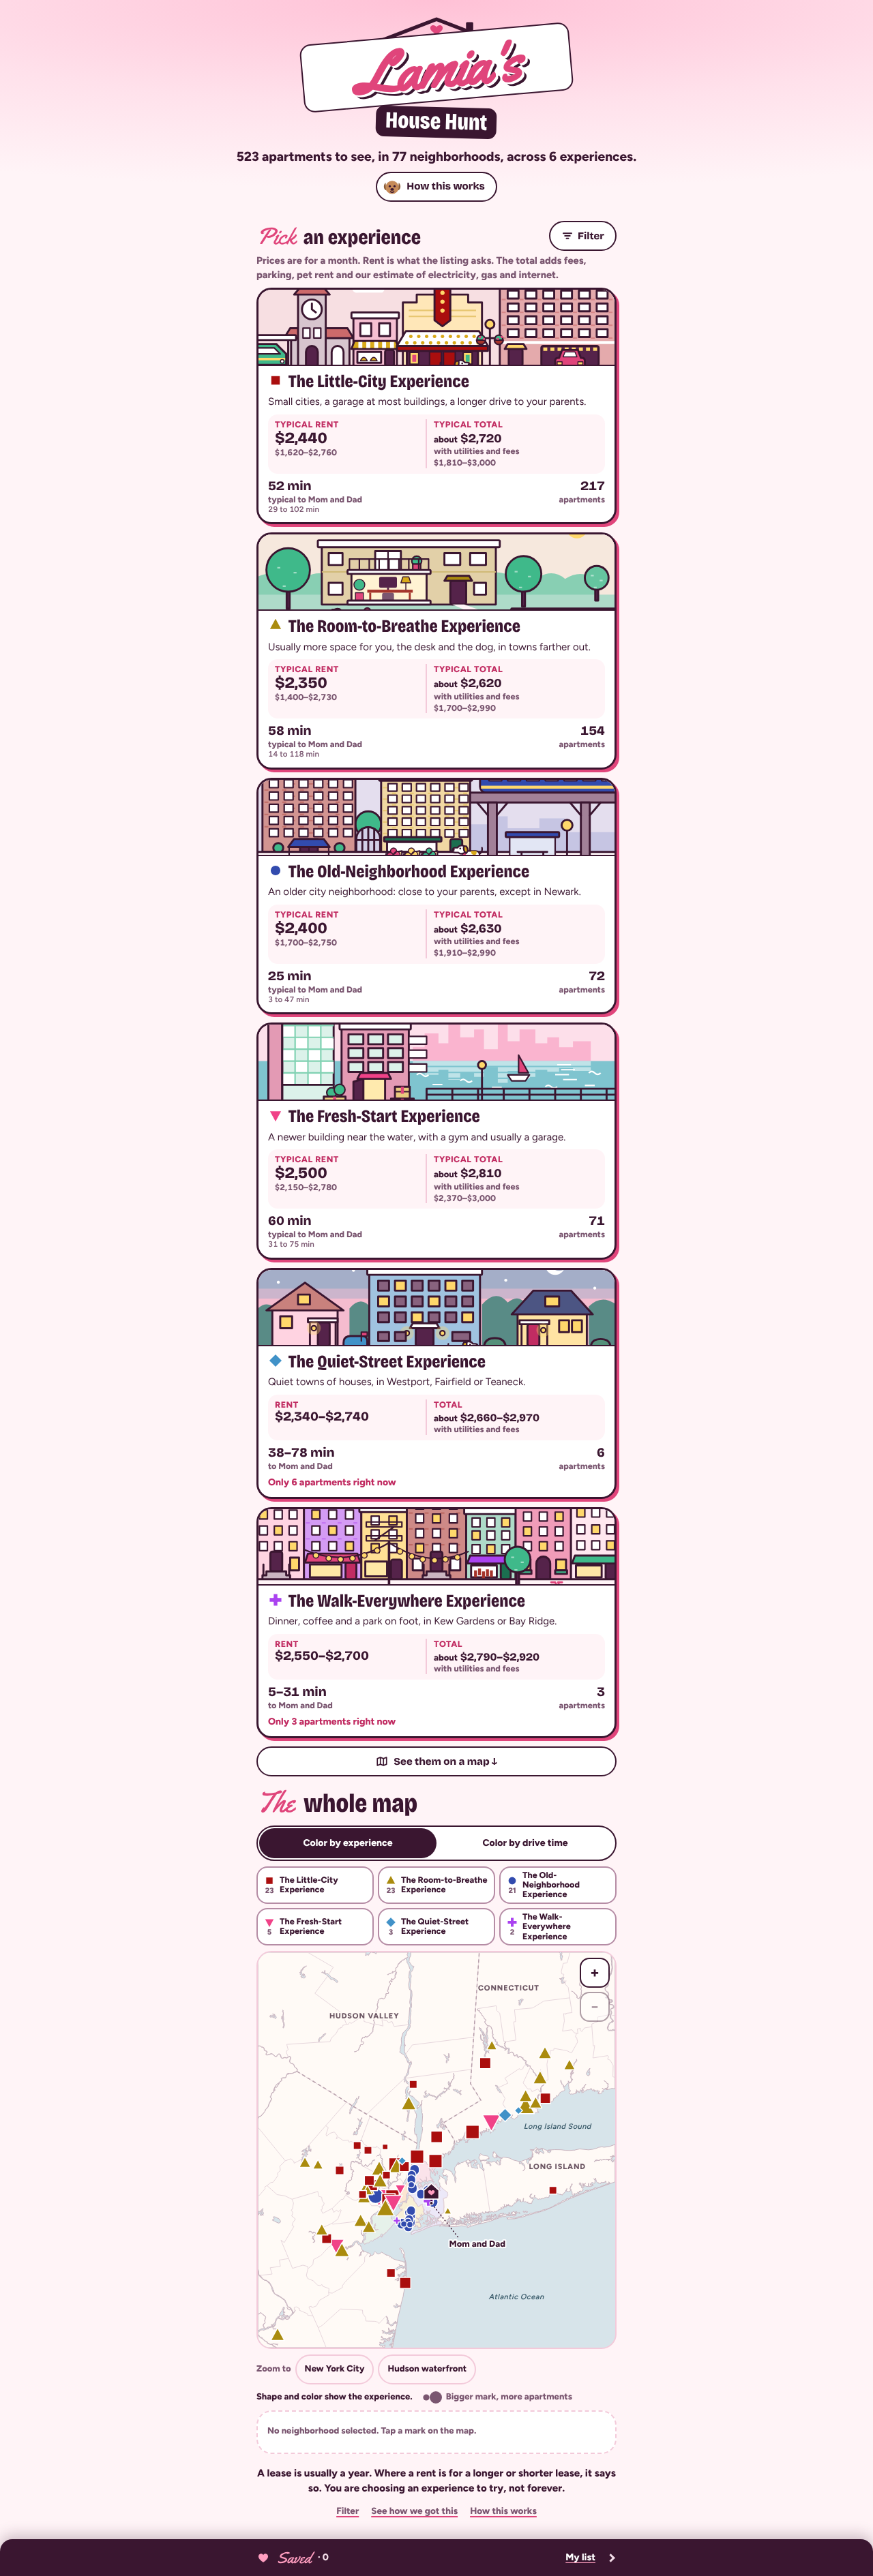 Lamia's
House Hunt
523 apartments to see, in 77 neighborhoods, across 6 experiences.
How this works
Pick an experience
Filter
Prices are for a month. Rent is what the listing asks. The total adds fees,
parking, pet rent and our estimate of electricity, gas and internet.
The Little-City Experience
Small cities, a garage at most buildings, a longer drive to your parents.
TYPICAL RENT
$2,440
$1,620–$2,760
TYPICAL TOTAL
about $2,720
with utilities and fees
$1,810–$3,000
52 min
typical to Mom and Dad
29 to 102 min
217
apartments
The Room-to-Breathe Experience
Usually more space for you, the desk and the dog, in towns farther out.
TYPICAL RENT
$2,350
$1,400–$2,730
TYPICAL TOTAL
about $2,620
with utilities and fees
$1,700–$2,990
58 min
typical to Mom and Dad
14 to 118 min
154
apartments
The Old-Neighborhood Experience
An older city neighborhood: close to your parents, except in Newark.
TYPICAL RENT
$2,400
$1,700–$2,750
TYPICAL TOTAL
about $2,630
with utilities and fees
$1,910–$2,990
25 min
typical to Mom and Dad
3 to 47 min
72
apartments
The Fresh-Start Experience
A newer building near the water, with a gym and usually a garage.
TYPICAL RENT
$2,500
$2,150–$2,780
TYPICAL TOTAL
about $2,810
with utilities and fees
$2,370–$3,000
60 min
typical to Mom and Dad
31 to 75 min
71
apartments
The Quiet-Street Experience
Quiet towns of houses, in Westport, Fairfield or Teaneck.
RENT
$2,340–$2,740
TOTAL
about $2,660–$2,970
with utilities and fees
38–78 min
to Mom and Dad
6
apartments
Only 6 apartments right now
The Walk-Everywhere Experience
Dinner, coffee and a park on foot, in Kew Gardens or Bay Ridge.
RENT
$2,550–$2,700
TOTAL
about $2,790–$2,920
with utilities and fees
5–31 min
to Mom and Dad
3
apartments
Only 3 apartments right now
See them on a map ↓
The whole map
Color by experience
Color by drive time
23
The Little-City
Experience
23
The Room-to-Breathe
Experience
21
The Old-
Neighborhood
Experience
5
The Fresh-Start
Experience
3
The Quiet-Street
Experience
2
The Walk-
Everywhere
Experience
+
−
CONNECTICUT
HUDSON VALLEY
Long Island Sound
LONG ISLAND
Mom and Dad
Atlantic Ocean
Zoom to
New York City
Hudson waterfront
Shape and color show the experience.
Bigger mark, more apartments
No neighborhood selected. Tap a mark on the map.
A lease is usually a year. Where a rent is for a longer or shorter lease, it says
so. You are choosing an experience to try, not forever.
Filter
See how we got this
How this works
Saved · 0
My list